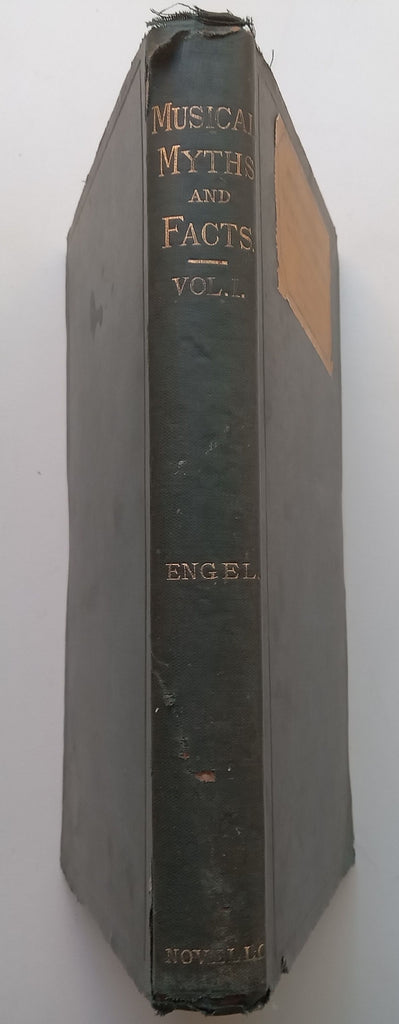 MUSICAL
MYTHS
AND
FACTS.
VOL. I.
ENGEL.
NOVELLO